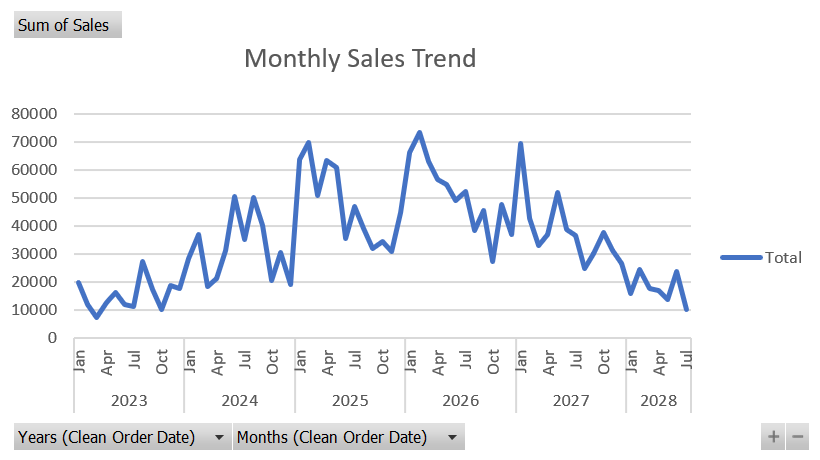 Sum of Sales
Monthly Sales Trend
80000
70000
60000
50000
40000
30000
20000
10000
0
Total
Jan Apr Jul Oct Jan Apr Jul Oct Jan Apr Jul Oct Jan Apr Jul Oct Jan Apr Jul Oct Jan Apr Jul
2023 2024 2025 2026 2027 2028
Years (Clean Order Date) Months (Clean Order Date)